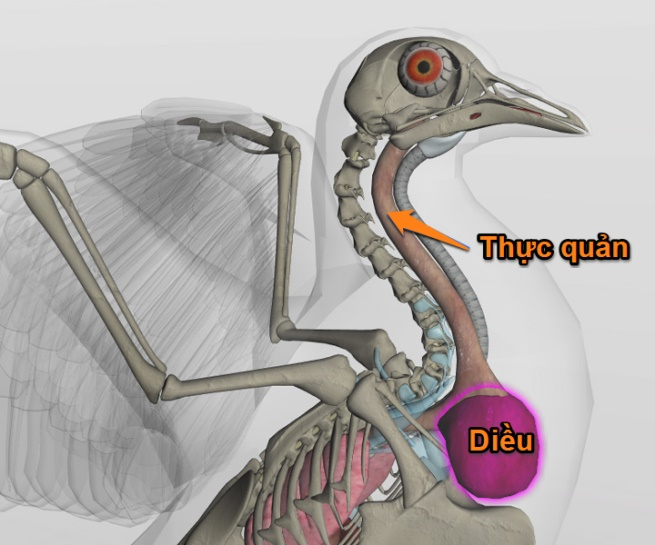 Thực quản
Diều